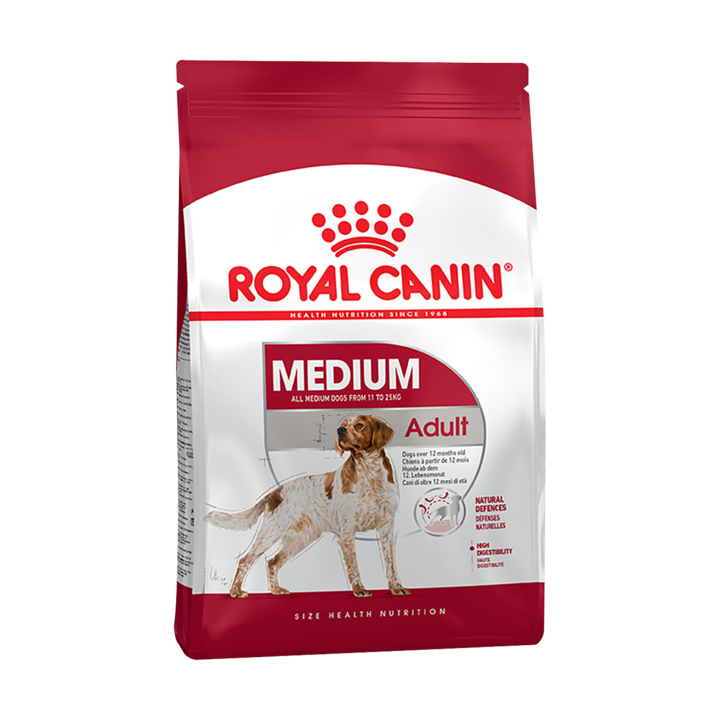 ROYAL CANIN®
HEALTH NUTRITION SINCE 1968
MEDIUM
ALL MEDIUM DOGS FROM 11 TO 25KG
Adult
Dogs over 12 months old
Chiens à partir de 12 mois
Hunde ab dem
12. Lebensmonat
Cani di oltre 12 mesi di età
NATURAL
DEFENCES
DÉFENSES
NATURELLES
HIGH
DIGESTIBILITY
HAUTE
DIGESTIBILITÉ
SIZE HEALTH NUTRITION